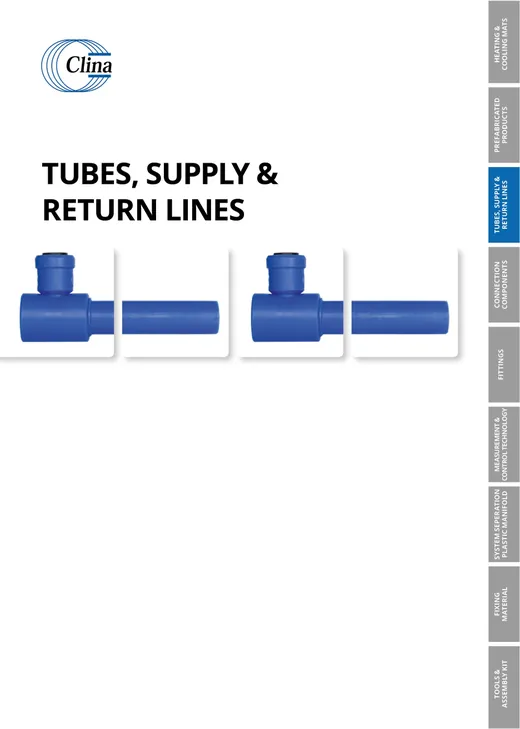 Clina
TUBES, SUPPLY &
RETURN LINES
HEATING &
COOLING MATS
PREFABRICATED
PRODUCTS
TUBES, SUPPLY &
RETURN LINES
CONNECTION
COMPONENTS
FITTINGS
MEASUREMENT &
CONTROL TECHNOLOGY
SYSTEM SEPERATION
PLASTIC MANIFOLD
FIXING
MATERIAL
TOOLS &
ASSEMBLY KIT